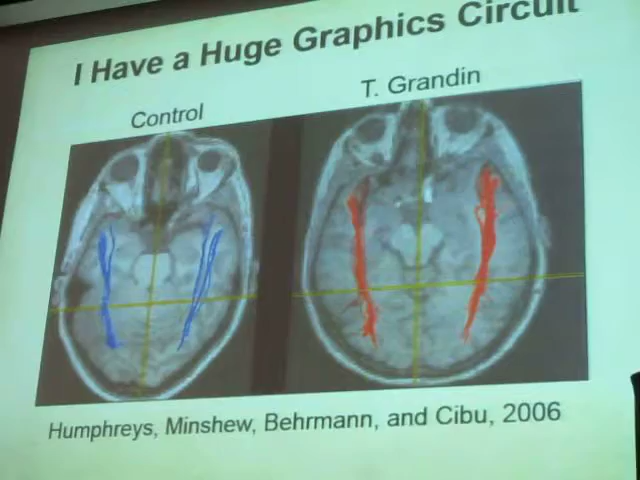 I Have a Huge Graphics Circuit
Control
T. Grandin
Humphreys, Minshew, Behrmann, and Cibu, 2006